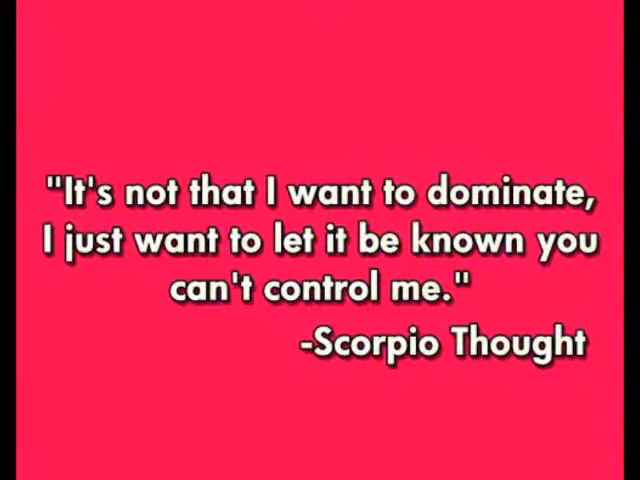 "It's not that I want to dominate,
I just want to let it be known you
can't control me."
-Scorpio Thought